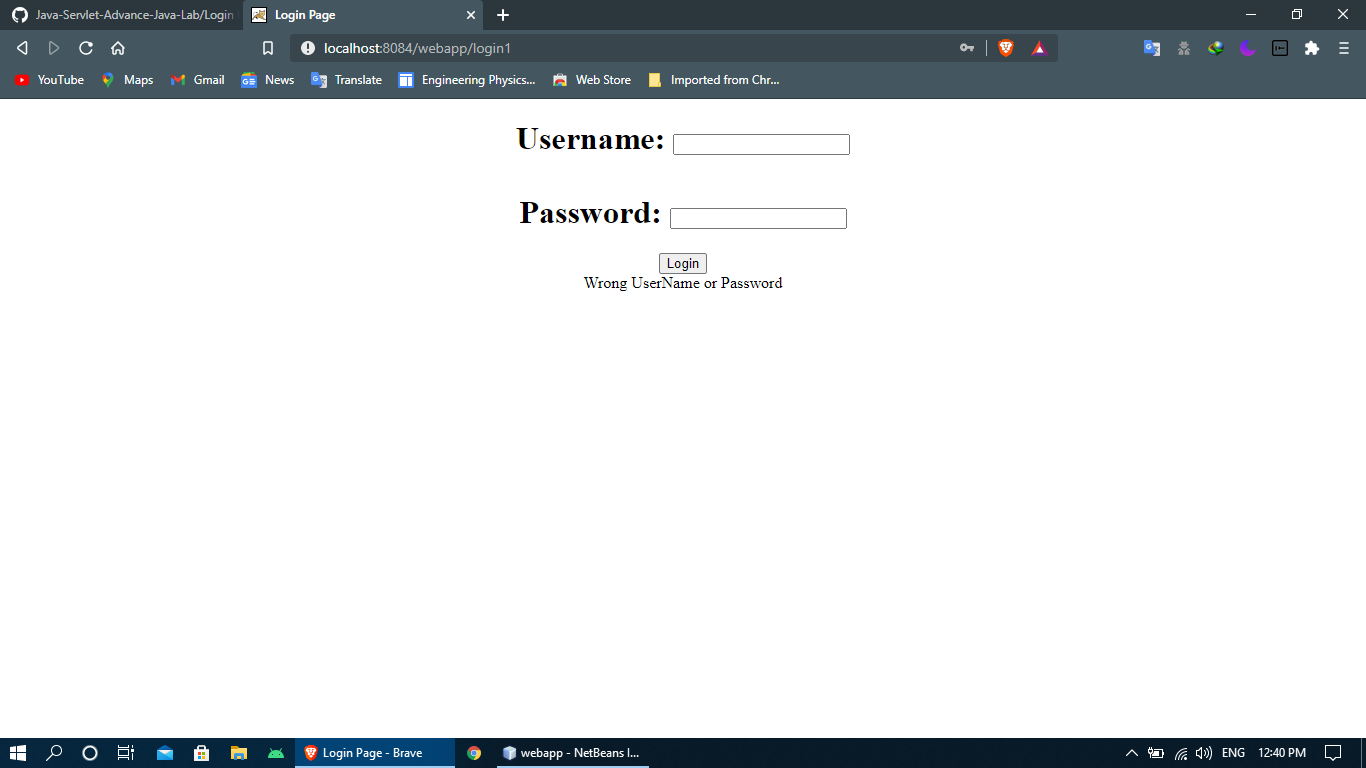 Java-Servlet-Advance-Java-Lab/Login
Login Page
localhost:8084/webapp/login1
YouTube
Maps
Gmail
News
Translate
Engineering Physics...
Web Store
Imported from Chr...
Username:
Password:
Login
Wrong UserName or Password
Login Page - Brave
webapp - NetBeans I...
ENG
12:40 PM